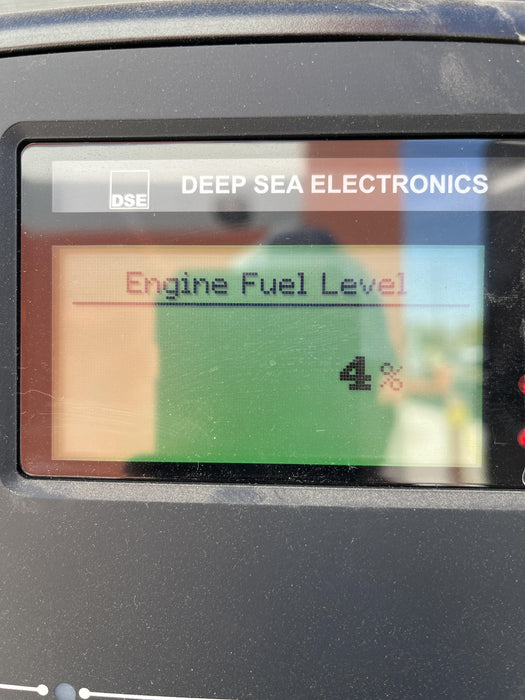 DSE
DEEP SEA ELECTRONICS
Engine Fuel Level
4%